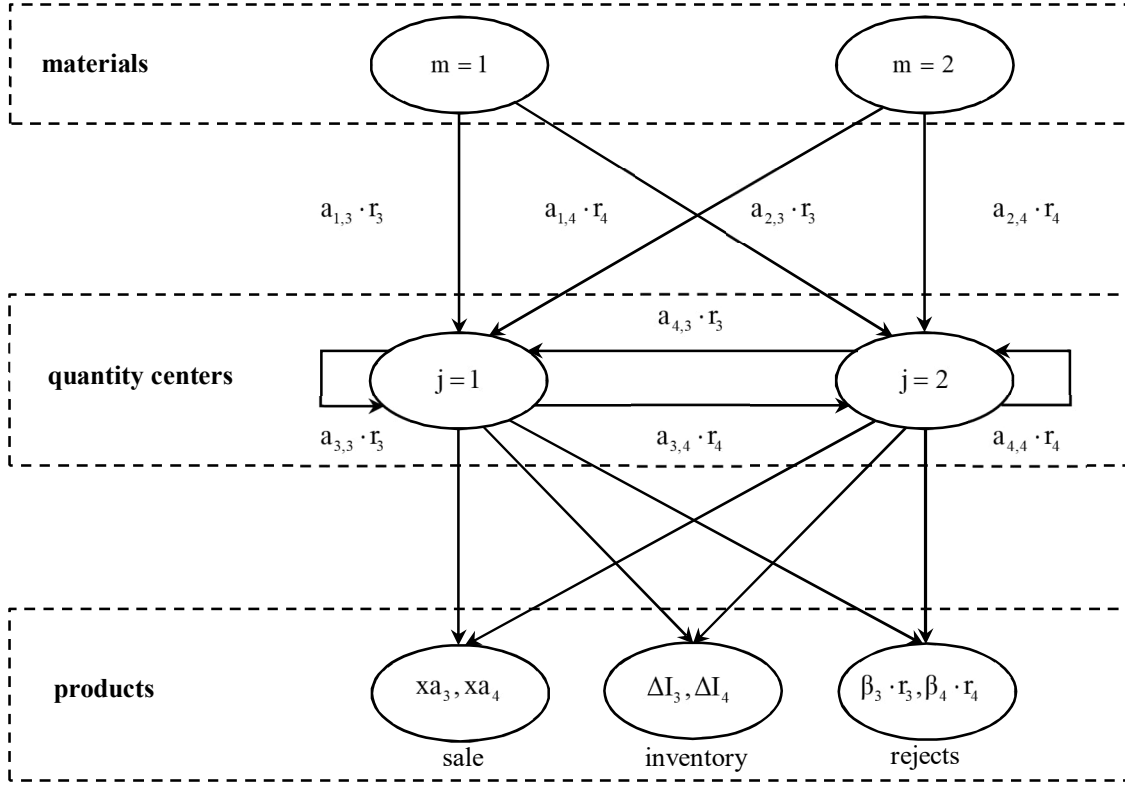 materials
m = 1
m = 2
a₁,₃ · r₃
a₁,₄ · r₄
a₂,₃ · r₃
a₂,₄ · r₄
a₄,₃ · r₃
quantity centers
j = 1
j = 2
a₃,₃ · r₃
a₃,₄ · r₄
a₄,₄ · r₄
products
xa₃, xa₄
ΔI₃, ΔI₄
β₃ · r₃, β₄ · r₄
sale
inventory
rejects